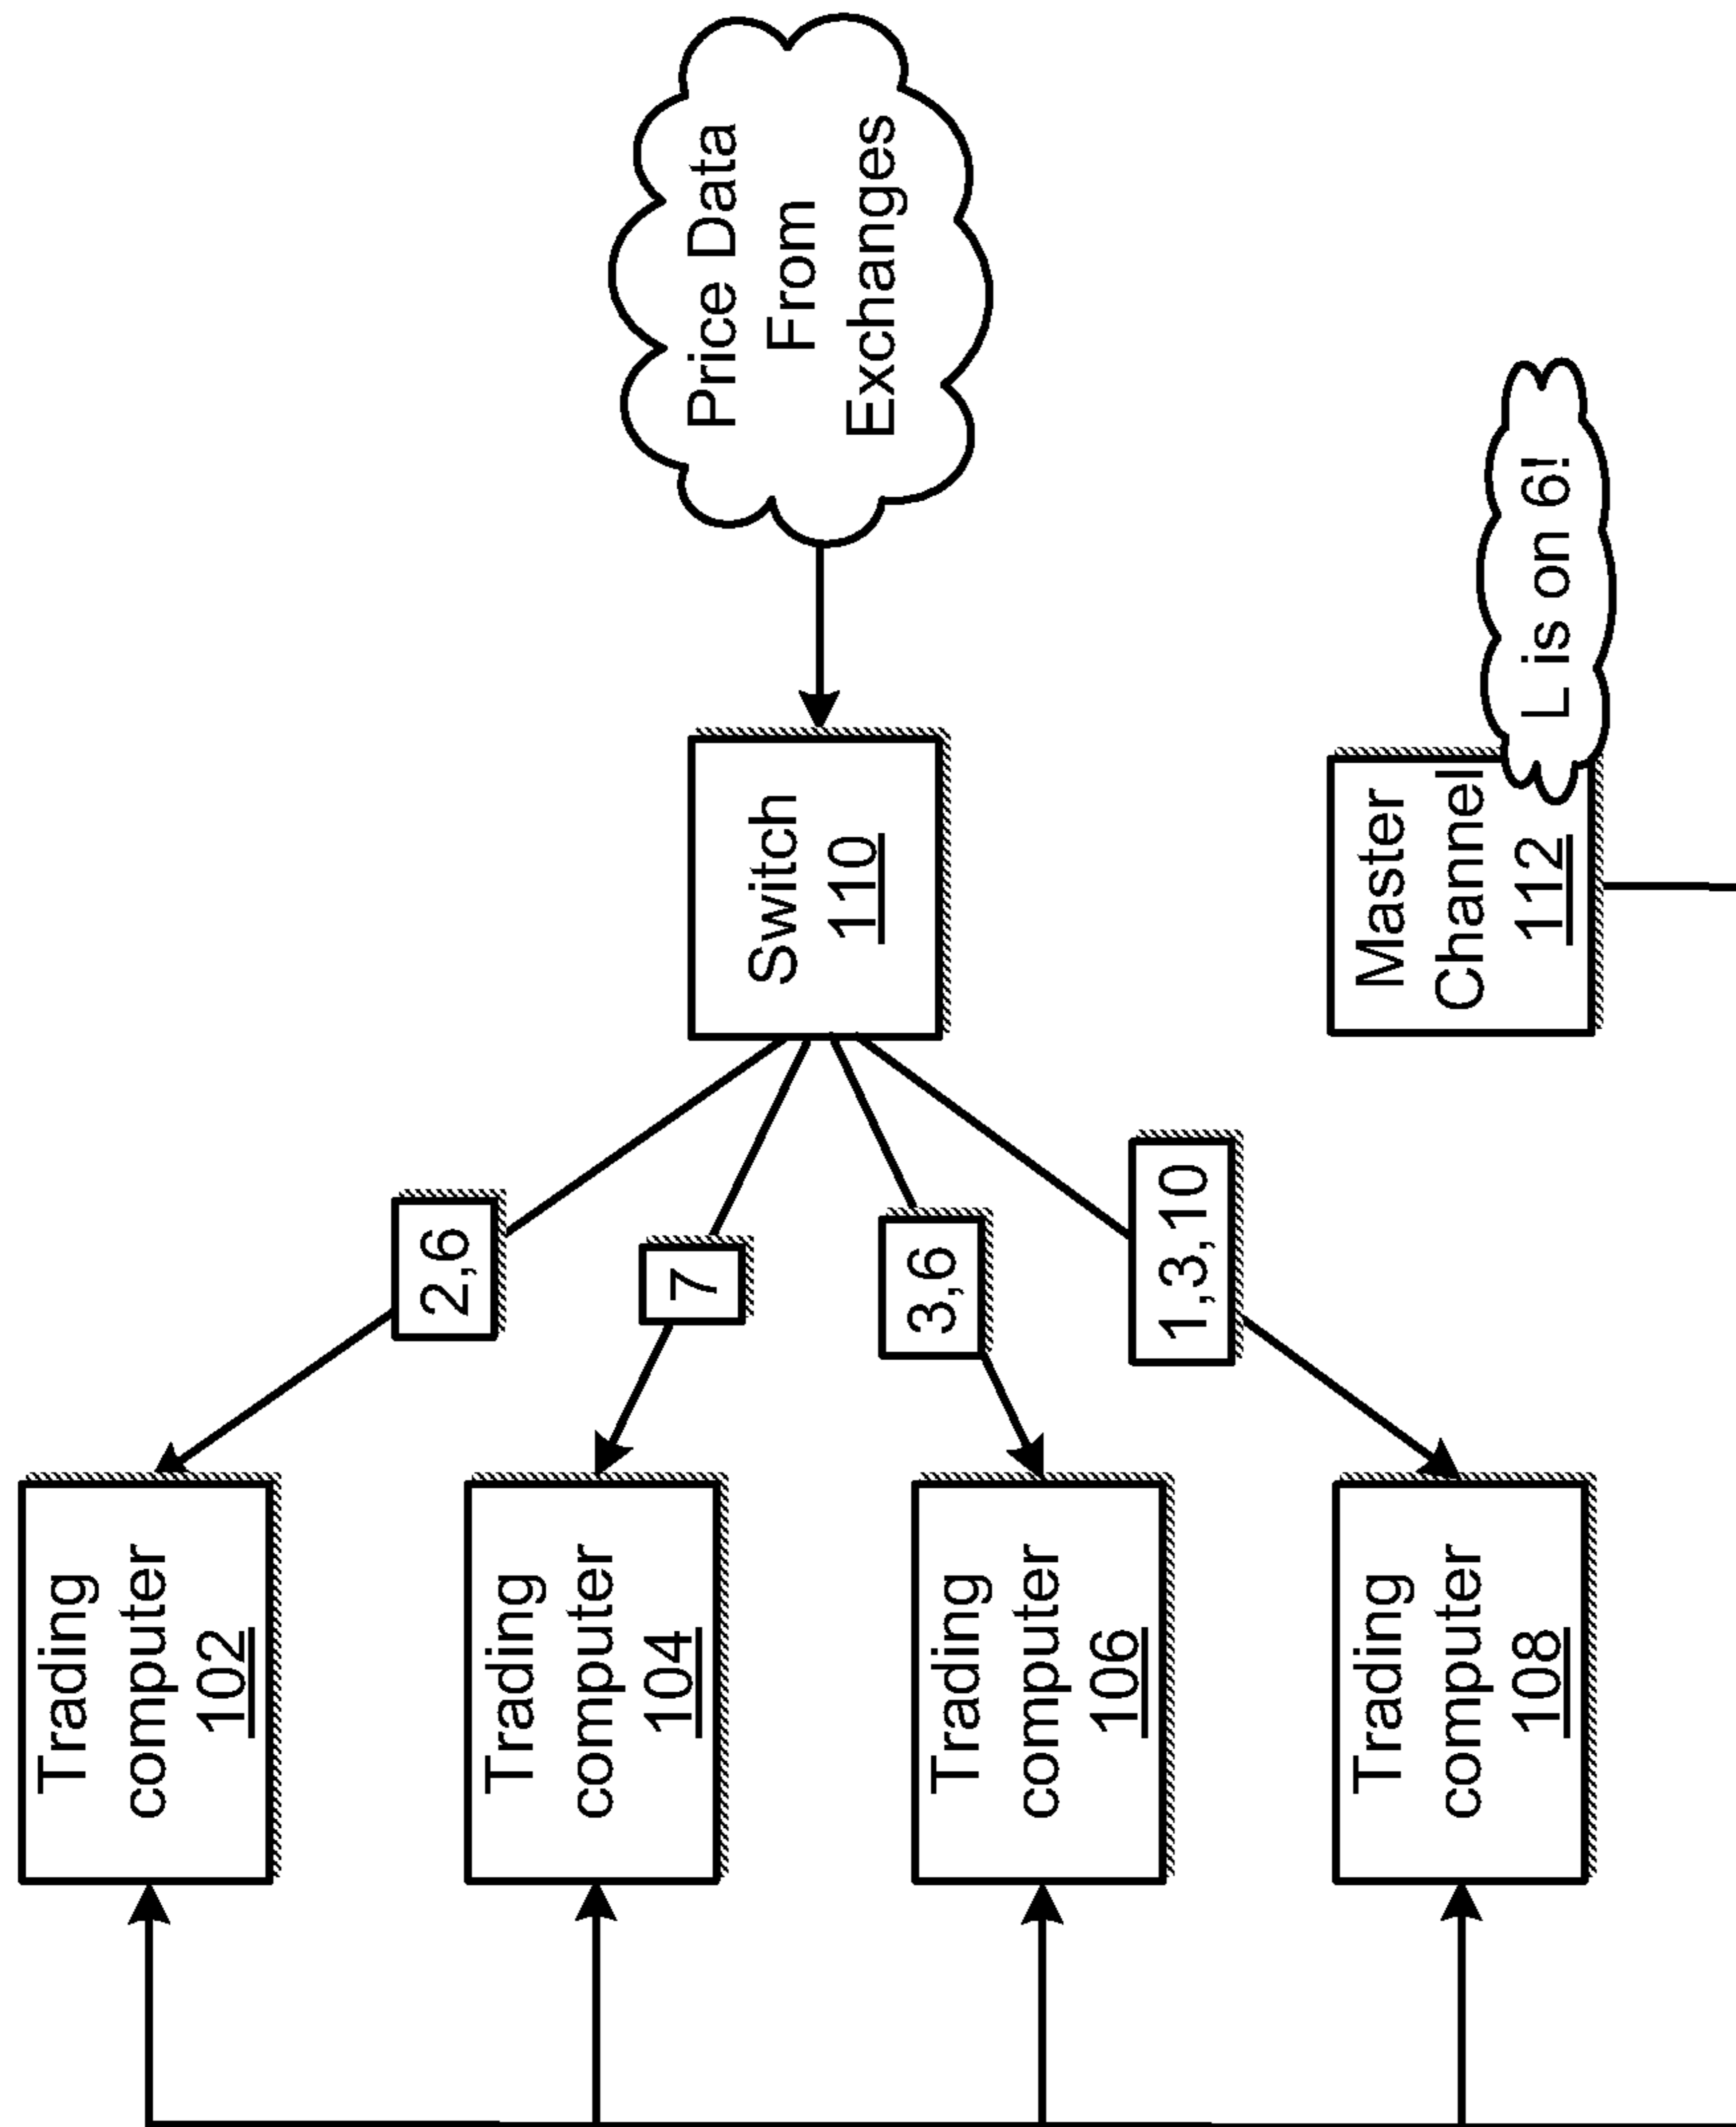 Price Data
From
Exchanges
Switch
110
2,6
7
3,6
1,3,10
Trading
computer
102
Trading
computer
104
Trading
computer
106
Trading
computer
108
Master
Channel
112
L is on 6!